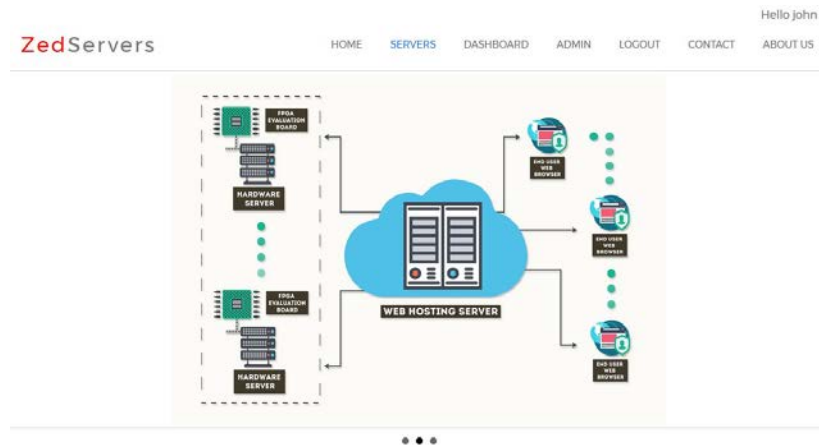 Hello john
ZedServers
HOME SERVERS DASHBOARD ADMIN LOGOUT CONTACT ABOUT US
FPGA
EVALUATION
BOARD
HARDWARE
SERVER
FPGA
EVALUATION
BOARD
HARDWARE
SERVER
WEB HOSTING SERVER
END USER
WEB
BROWSER
END USER
WEB
BROWSER
END USER
WEB
BROWSER